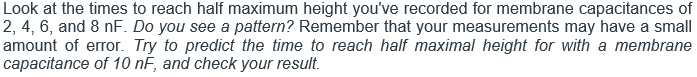 Look at the times to reach half maximum height you've recorded for membrane capacitances of
2, 4, 6, and 8 nF. Do you see a pattern? Remember that your measurements may have a small
amount of error. Try to predict the time to reach half maximal height for with a membrane
capacitance of 10 nF, and check your result.